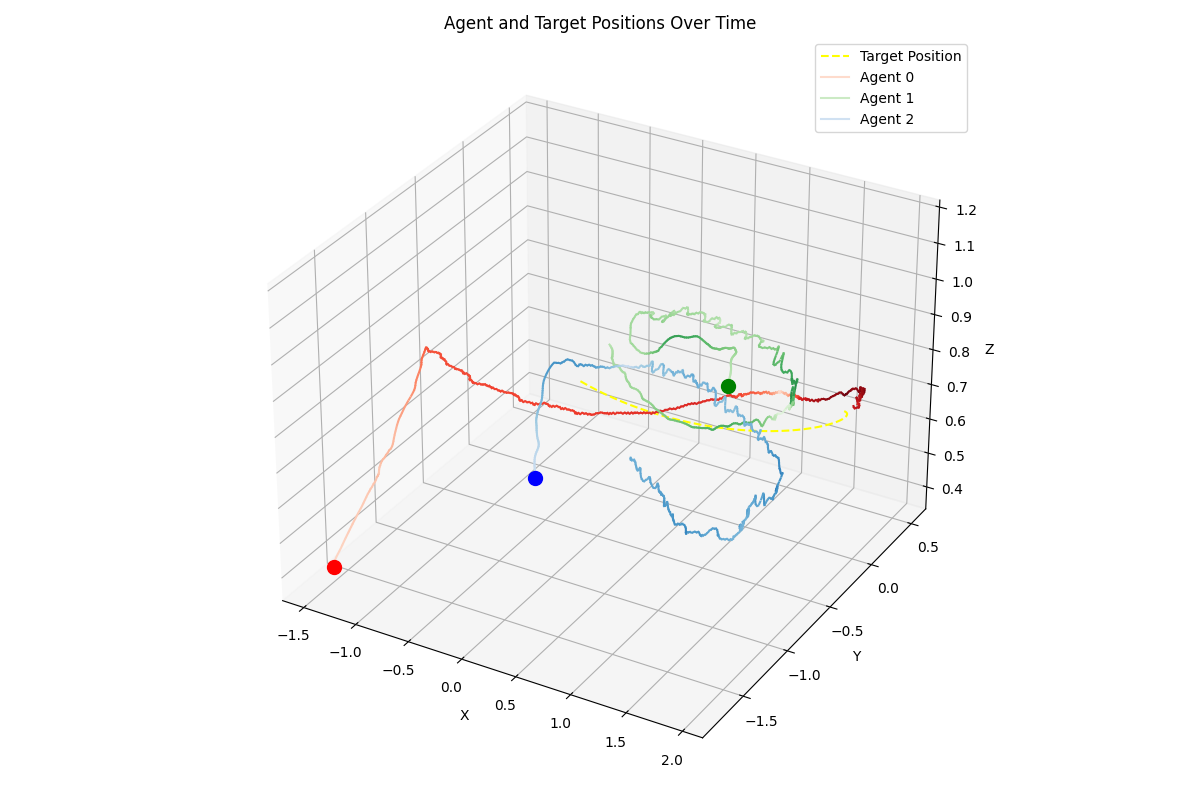 Agent and Target Positions Over Time
Target Position
Agent 0
Agent 1
Agent 2
1.2
1.1
1.0
0.9
0.8
0.7
0.6
0.5
0.4
Z
0.5
0.0
−0.5
−1.0
−1.5
Y
−1.5
−1.0
−0.5
0.0
0.5
1.0
1.5
2.0
X